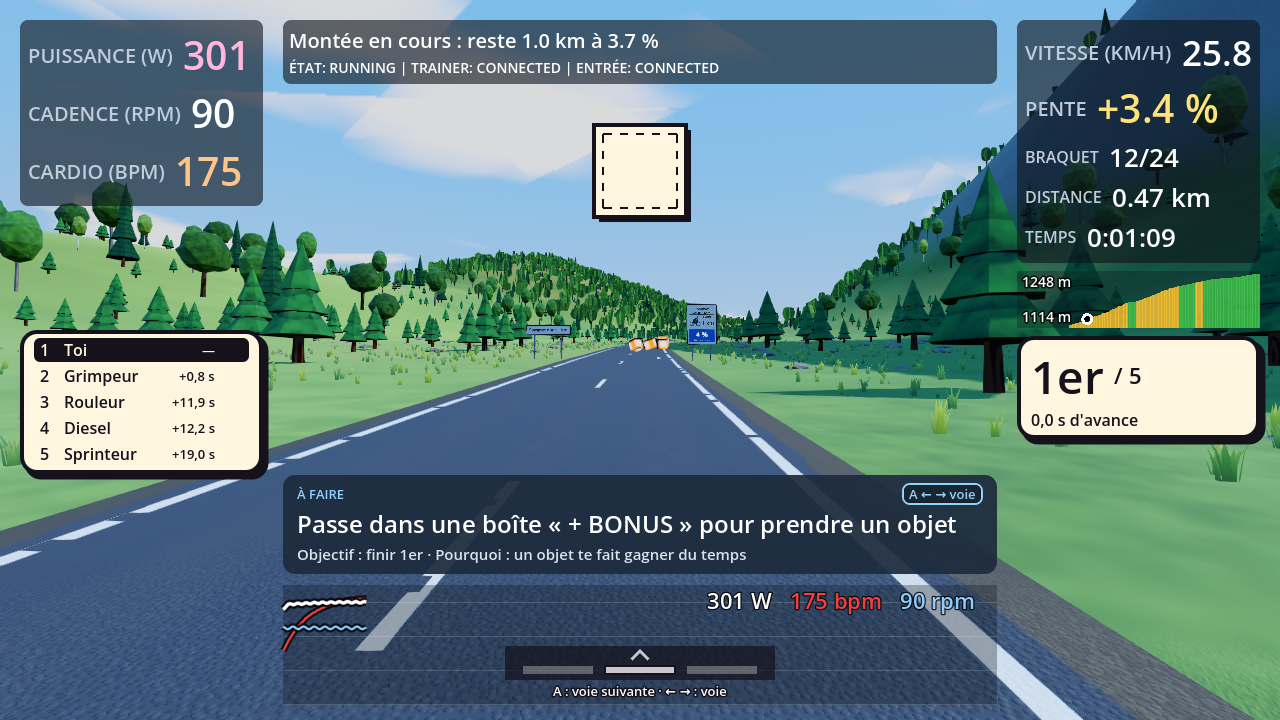 PUISSANCE (W) 301
CADENCE (RPM) 90
CARDIO (BPM) 175
Montée en cours : reste 1.0 km à 3.7 %
ÉTAT: RUNNING | TRAINER: CONNECTED | ENTRÉE: CONNECTED
VITESSE (KM/H) 25.8
PENTE +3.4 %
BRAQUET 12/24
DISTANCE 0.47 km
TEMPS 0:01:09
1248 m
1114 m
4 %
1 Toi —
2 Grimpeur +0,8 s
3 Rouleur +11,9 s
4 Diesel +12,2 s
5 Sprinteur +19,0 s
1er / 5
0,0 s d'avance
À FAIRE
A ← → voie
Passe dans une boîte « + BONUS » pour prendre un objet
Objectif : finir 1er · Pourquoi : un objet te fait gagner du temps
301 W 175 bpm 90 rpm
A : voie suivante · ← → : voie